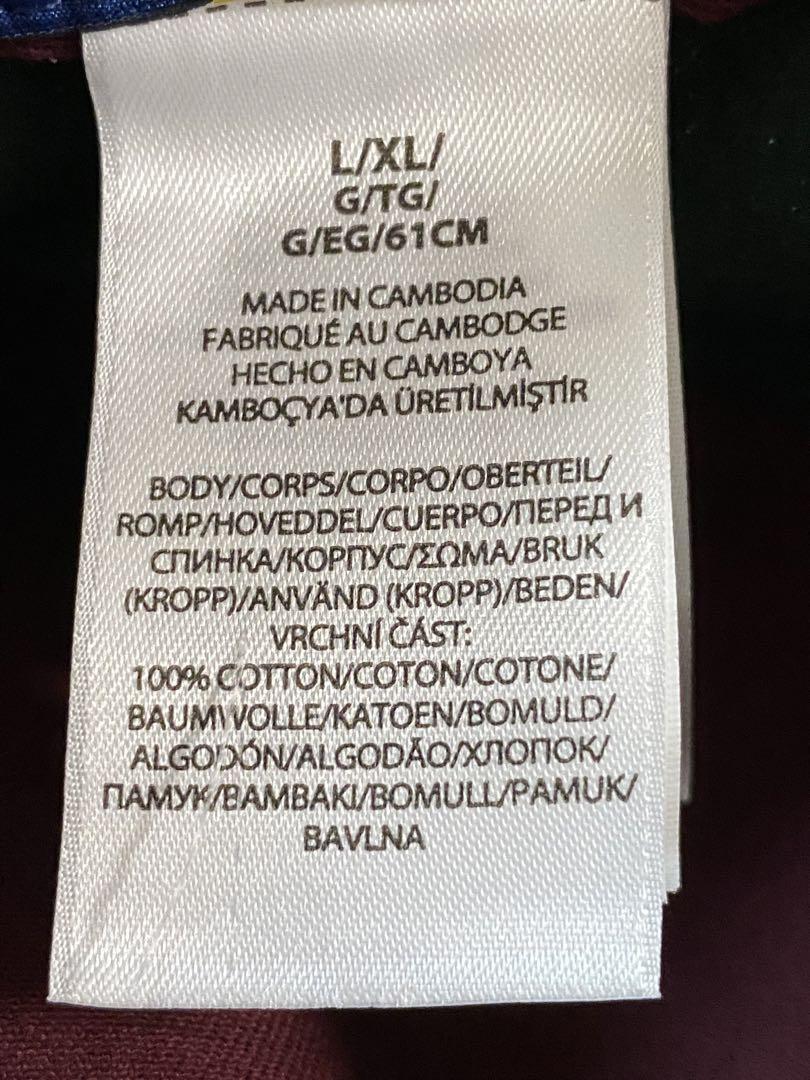 L/XL/
G/TG/
G/EG/61CM
MADE IN CAMBODIA
FABRIQUÉ AU CAMBODGE
HECHO EN CAMBOYA
KAMBOÇYA'DA ÜRETİLMİŞTİR
BODY/CORPS/CORPO/OBERTEIL/
ROMP/HOVEDDEL/CUERPO/ПЕРЕД И
СПИНКА/КОРПУС/ΣΩΜΑ/BRUK
(KROPP)/ANVÄND (KROPP)/BEDEN/
VRCHNÍ ČÁST:
100% COTTON/COTON/COTONE/
BAUMWOLLE/KATOEN/BOMULD/
ALGODÓN/ALGODÃO/ХЛОПОК/
ПАМУК/BAMBAKI/BOMULL/PAMUK/
BAVLNA